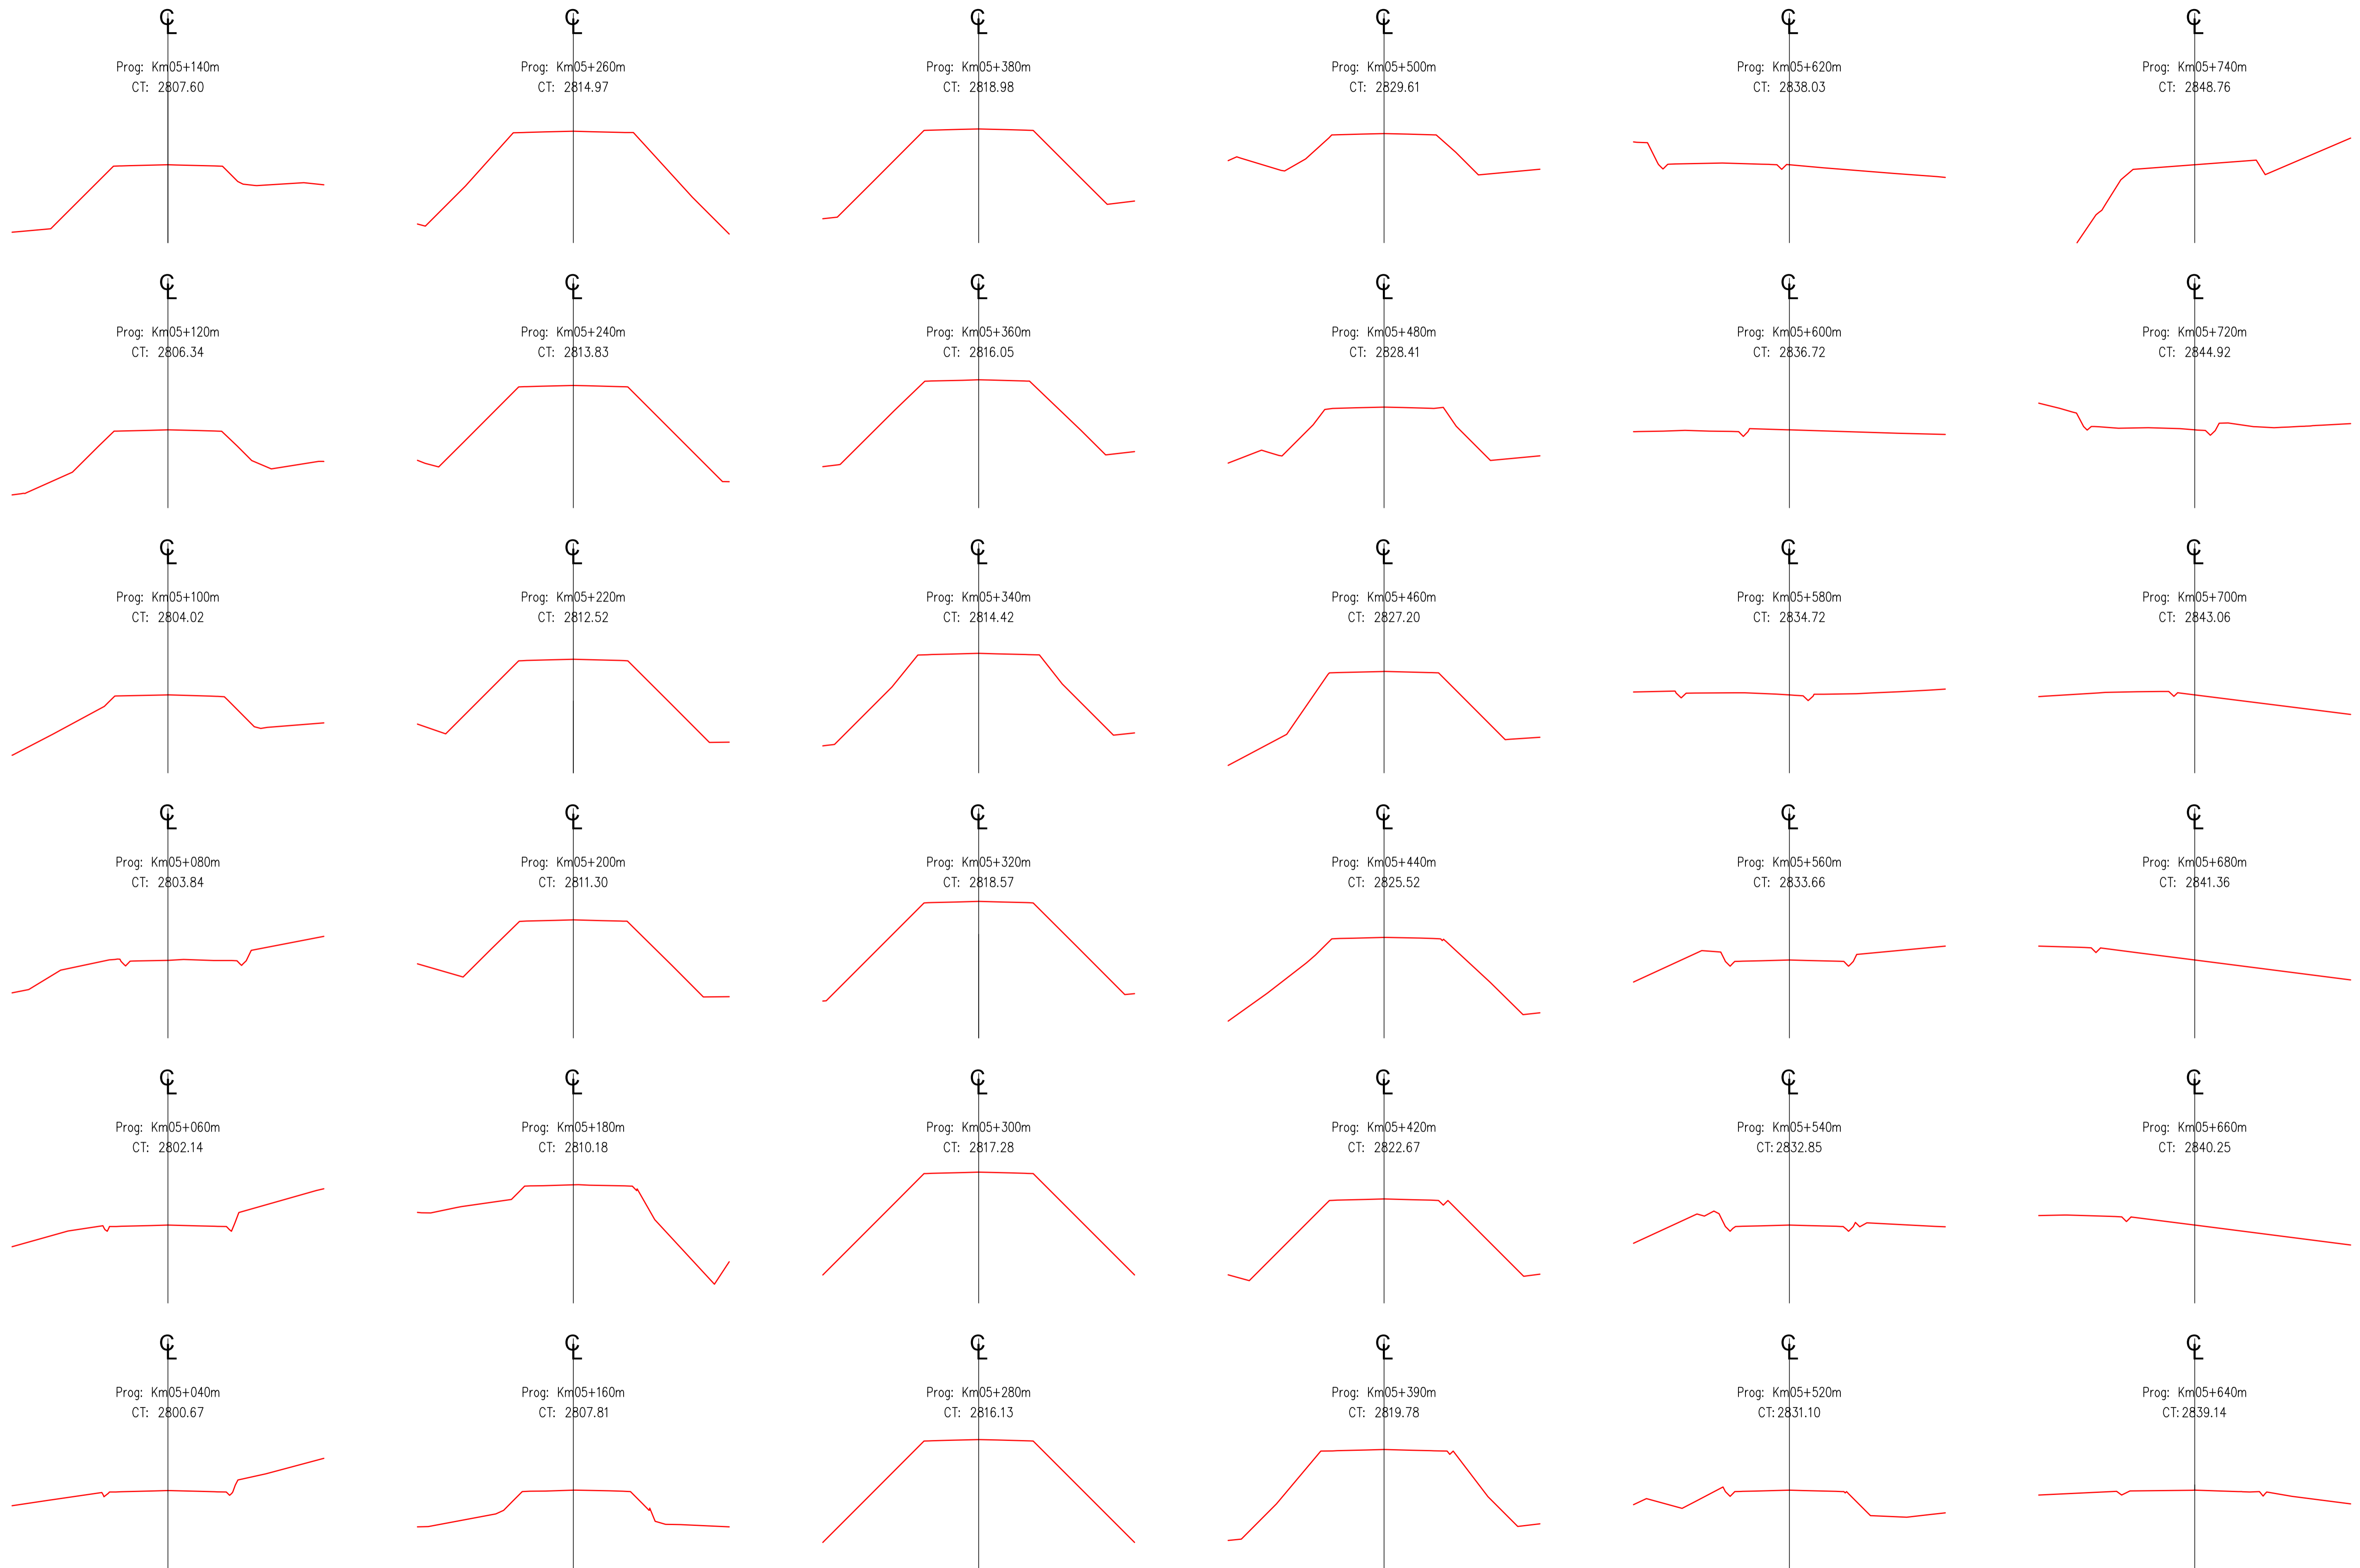 CL CL CL CL CL CL
Prog: Km05+140m Prog: Km05+260m Prog: Km05+380m Prog: Km05+500m Prog: Km05+620m Prog: Km05+740m
CT: 2807.60 CT: 2814.97 CT: 2818.98 CT: 2829.61 CT: 2838.03 CT: 2848.76
CL CL CL CL CL CL
Prog: Km05+120m Prog: Km05+240m Prog: Km05+360m Prog: Km05+480m Prog: Km05+600m Prog: Km05+720m
CT: 2806.34 CT: 2813.83 CT: 2816.05 CT: 2828.41 CT: 2836.72 CT: 2844.92
CL CL CL CL CL CL
Prog: Km05+100m Prog: Km05+220m Prog: Km05+340m Prog: Km05+460m Prog: Km05+580m Prog: Km05+700m
CT: 2804.02 CT: 2812.52 CT: 2814.42 CT: 2827.20 CT: 2834.72 CT: 2843.06
CL CL CL CL CL CL
Prog: Km05+080m Prog: Km05+200m Prog: Km05+320m Prog: Km05+440m Prog: Km05+560m Prog: Km05+680m
CT: 2803.84 CT: 2811.30 CT: 2818.57 CT: 2825.52 CT: 2833.66 CT: 2841.36
CL CL CL CL CL CL
Prog: Km05+060m Prog: Km05+180m Prog: Km05+300m Prog: Km05+420m Prog: Km05+540m Prog: Km05+660m
CT: 2802.14 CT: 2810.18 CT: 2817.28 CT: 2822.67 CT: 2832.85 CT: 2840.25
CL CL CL CL CL CL
Prog: Km05+040m Prog: Km05+160m Prog: Km05+280m Prog: Km05+390m Prog: Km05+520m Prog: Km05+640m
CT: 2800.67 CT: 2807.81 CT: 2816.13 CT: 2819.78 CT: 2831.10 CT: 2839.14